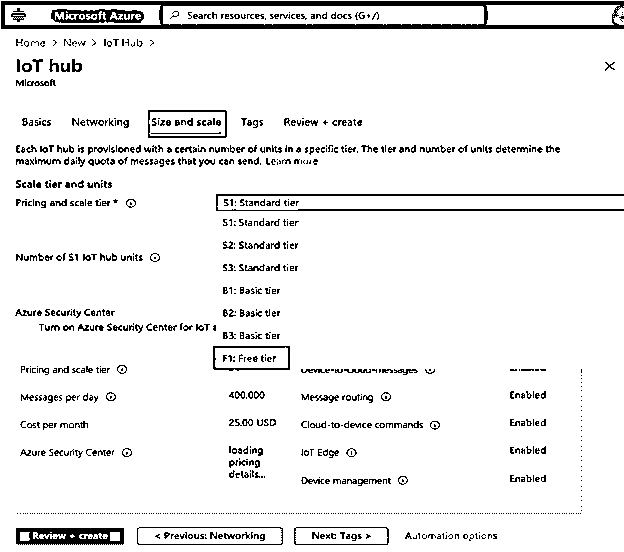 Microsoft Azure
Search resources, services, and docs (G+/)
Home > New > IoT Hub >
IoT hub
Microsoft
Basics Networking Size and scale Tags Review + create
Each IoT hub is provisioned with a certain number of units in a specific tier. The tier and number of units determine the
maximum daily quota of messages that you can send. Learn more
Scale tier and units
Pricing and scale tier * S1: Standard tier
S1: Standard tier
S2: Standard tier
Number of S1 IoT hub units
S3: Standard tier
B1: Basic tier
Azure Security Center
B2: Basic tier
Turn on Azure Security Center for IoT
B3: Basic tier
F1: Free tier
Pricing and scale tier Device-to-cloud-messages Enabled
Messages per day 400,000 Message routing Enabled
Cost per month 25.00 USD Cloud-to-device commands Enabled
Azure Security Center loading IoT Edge Enabled
pricing
details... Device management Enabled
Review + create < Previous: Networking Next: Tags > Automation options